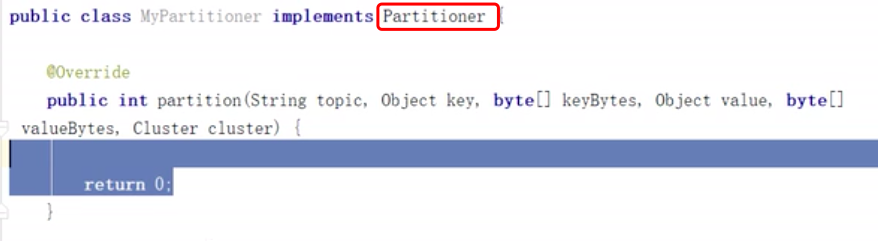 public class MyPartitioner implements Partitioner {
@Override
public int partition(String topic, Object key, byte[] keyBytes, Object value, byte[]
valueBytes, Cluster cluster) {
return 0;
}